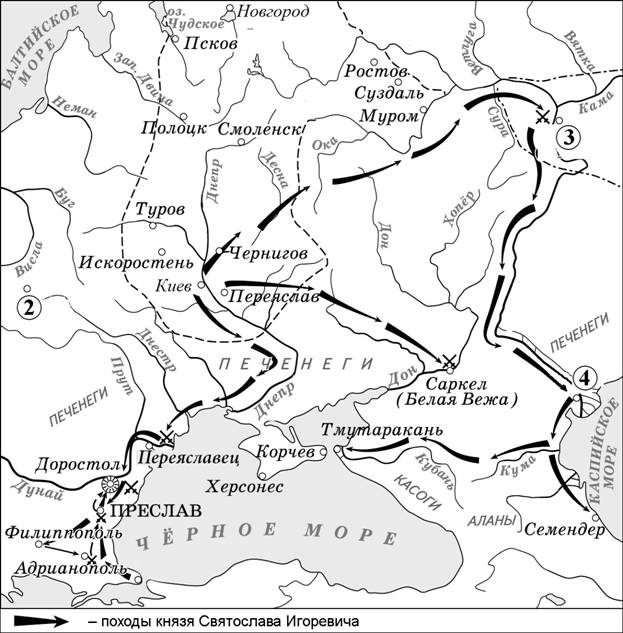 Новгород
оз.
Чудское
Псков
БАЛТИЙСКОЕ
МОРЕ
Зап. Двина
Ветлуга
Вятка
Ростов
Суздаль
Муром
Кама
Неман
Полоцк
Смоленск
Ока
Сура
3
Днепр
Десна
Буг
Туров
Дон
Хопёр
Висла
Искоростень
Чернигов
2
Киев
Переяслав
Днестр
Прут
ПЕЧЕНЕГИ
ПЕЧЕНЕГИ
ПЕЧЕНЕГИ
Днепр
Дон
Саркел
(Белая Вежа)
4
КАСПИЙСКОЕ
МОРЕ
Тмутаракань
Переяславец
Корчев
Доростол
Кубань
Кума
Дунай
Херсонес
КАСОГИ
АЛАНЫ
ПРЕСЛАВ
Семендер
Филиппополь
ЧЁРНОЕ МОРЕ
Адрианополь
– походы князя Святослава Игоревича